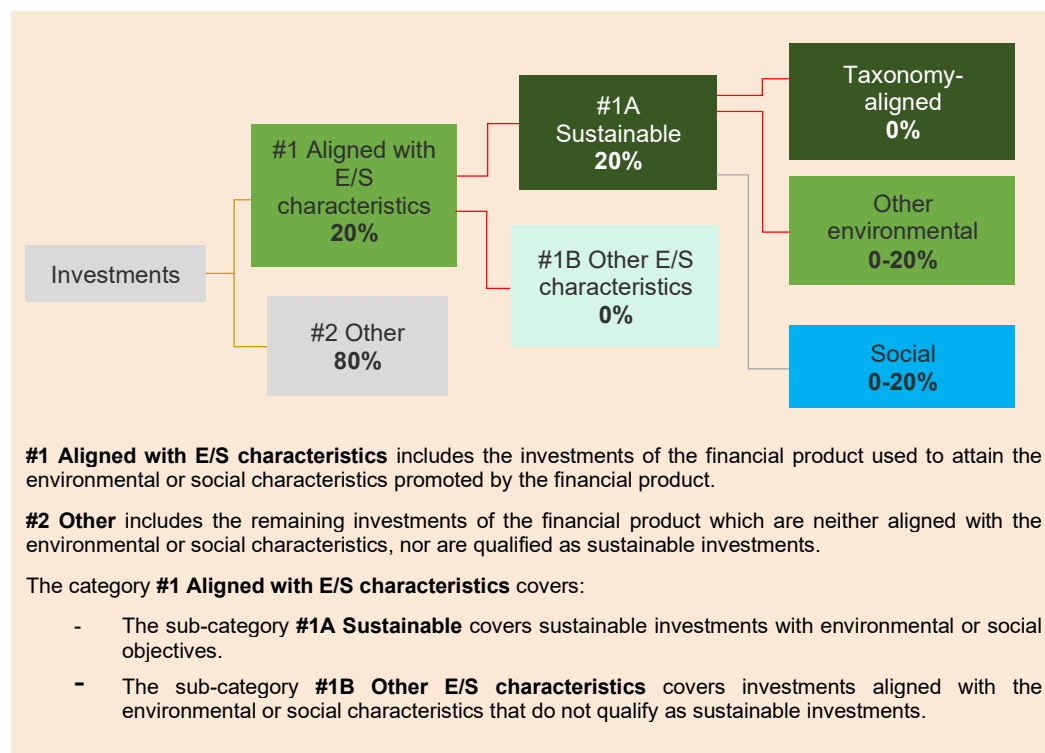 Investments
#1 Aligned with
E/S
characteristics
20%
#2 Other
80%
#1A
Sustainable
20%
#1B Other E/S
characteristics
0%
Taxonomy-
aligned
0%
Other
environmental
0-20%
Social
0-20%
#1 Aligned with E/S characteristics includes the investments of the financial product used to attain the
environmental or social characteristics promoted by the financial product.
#2 Other includes the remaining investments of the financial product which are neither aligned with the
environmental or social characteristics, nor are qualified as sustainable investments.
The category #1 Aligned with E/S characteristics covers:
- The sub-category #1A Sustainable covers sustainable investments with environmental or social
objectives.
- The sub-category #1B Other E/S characteristics covers investments aligned with the
environmental or social characteristics that do not qualify as sustainable investments.